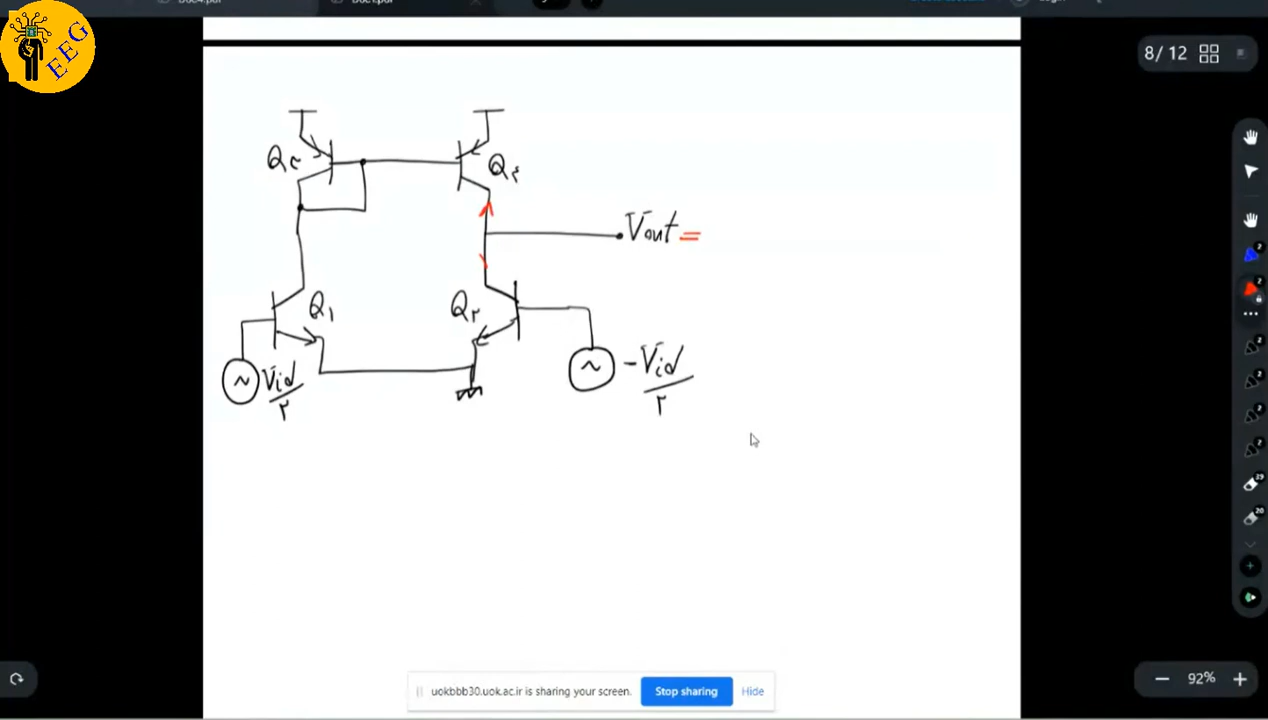 EEG
8/ 12
Q۳
Q۴
Vout =
Q۱
Q۲
Vid/۲
-Vid/۲
uokbbb30.uok.ac.ir is sharing your screen.
Stop sharing
Hide
92%